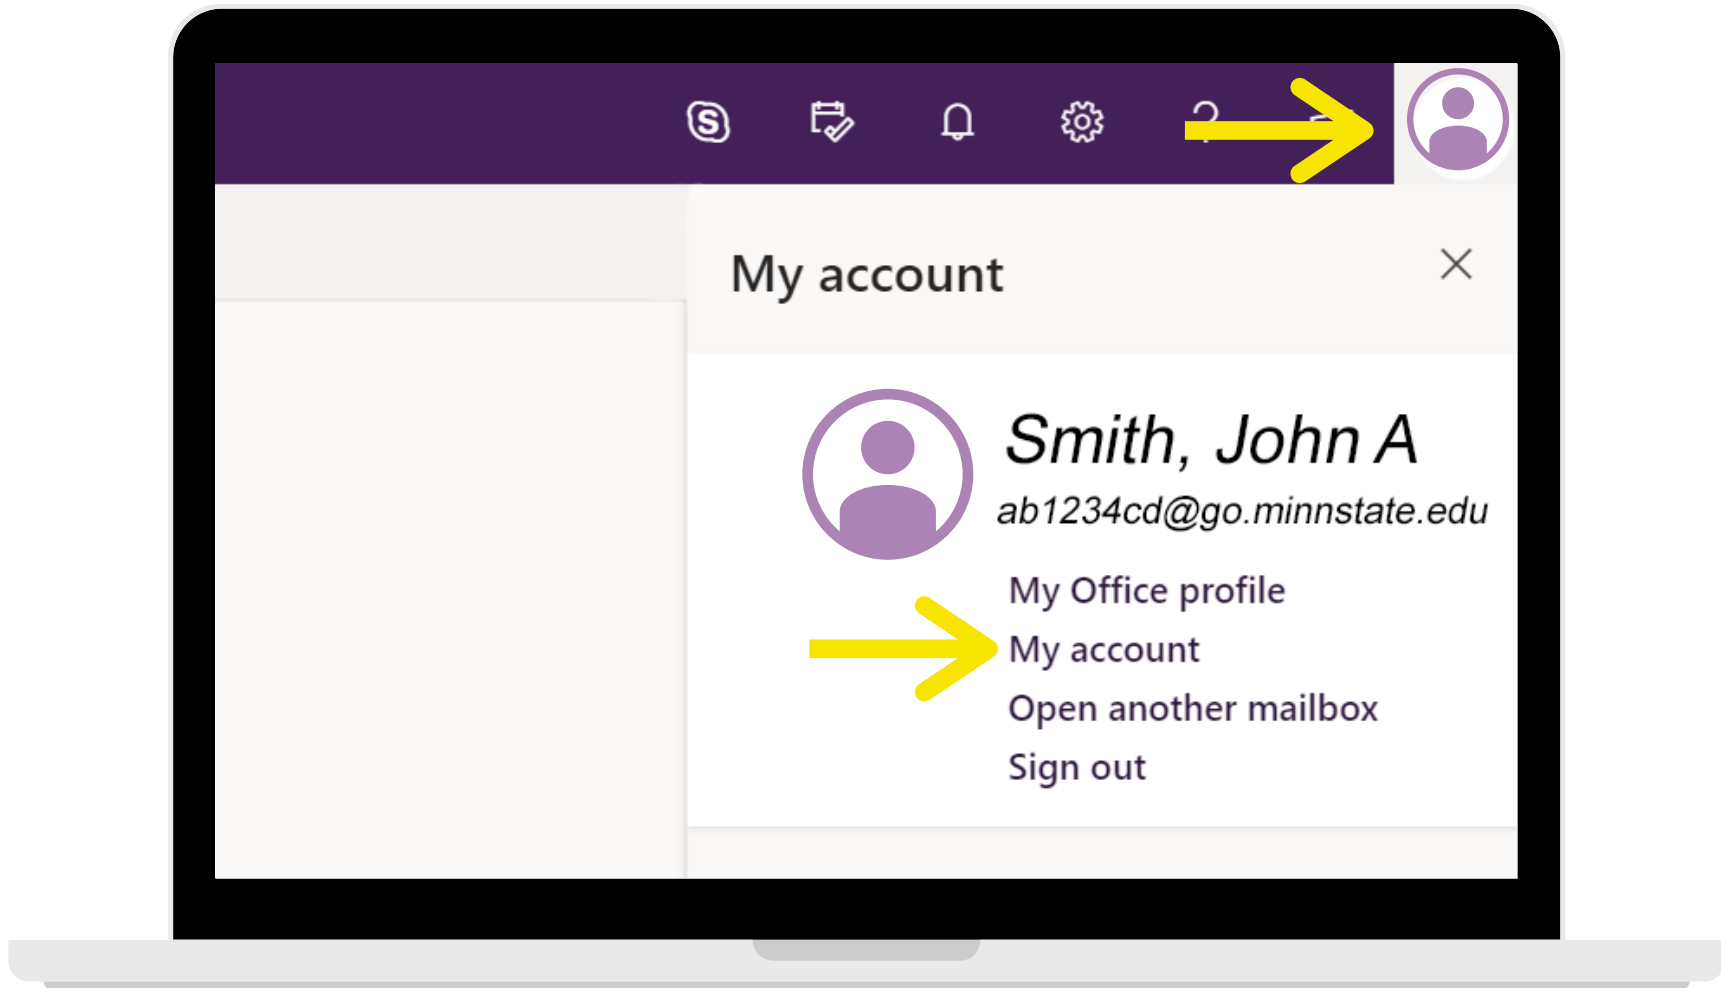 My account
Smith, John A
ab1234cd@go.minnstate.edu
My Office profile
My account
Open another mailbox
Sign out